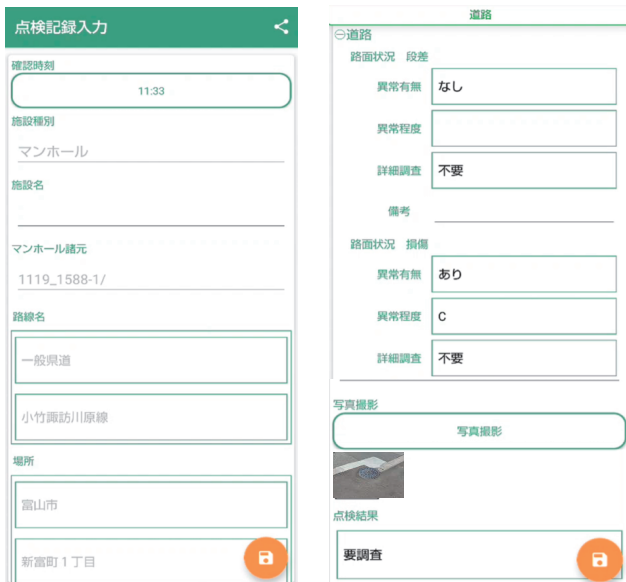 点検記録入力
確認時刻
11:33
施設種別
マンホール
施設名
マンホール諸元
1119_1588-1/
路線名
一般県道
小竹諏訪川原線
場所
富山市
新富町1丁目
道路
道路
路面状況 段差
異常有無 なし
異常程度
詳細調査 不要
備考
路面状況 損傷
異常有無 あり
異常程度 C
詳細調査 不要
写真撮影
写真撮影
点検結果
要調査